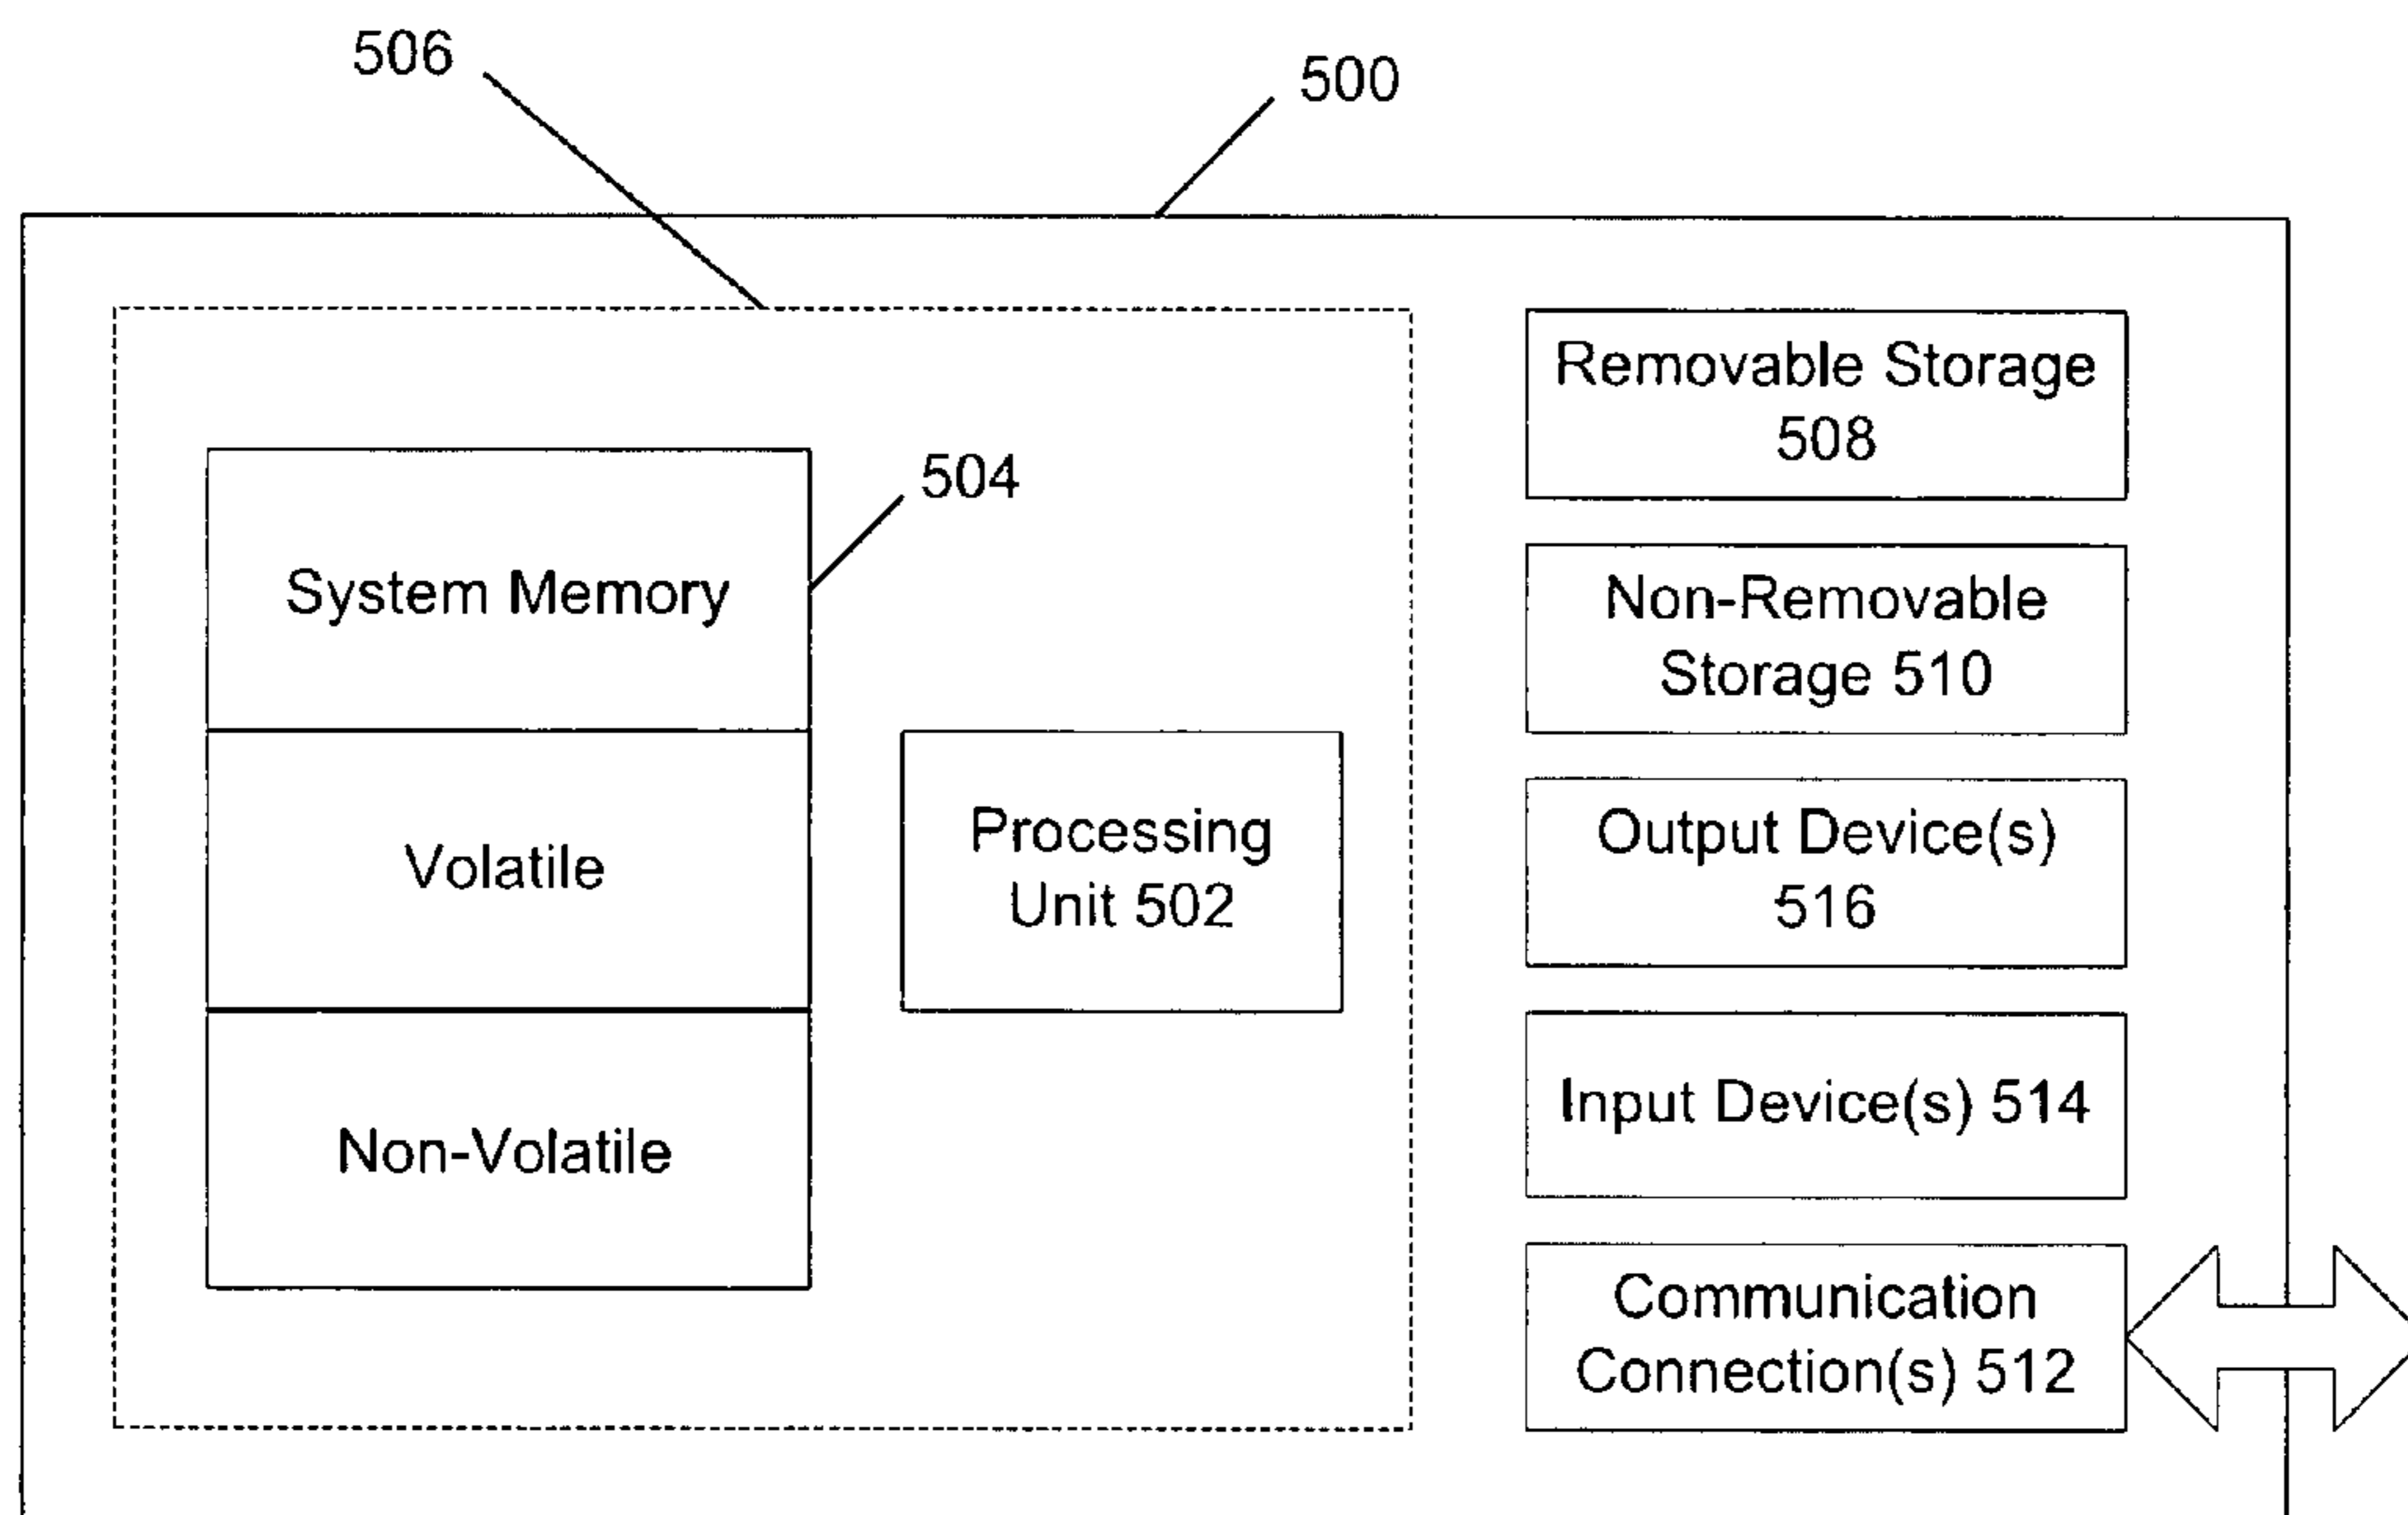 506
500
504
System Memory
Volatile
Non-Volatile
Processing
Unit 502
Removable Storage
508
Non-Removable
Storage 510
Output Device(s)
516
Input Device(s) 514
Communication
Connection(s) 512